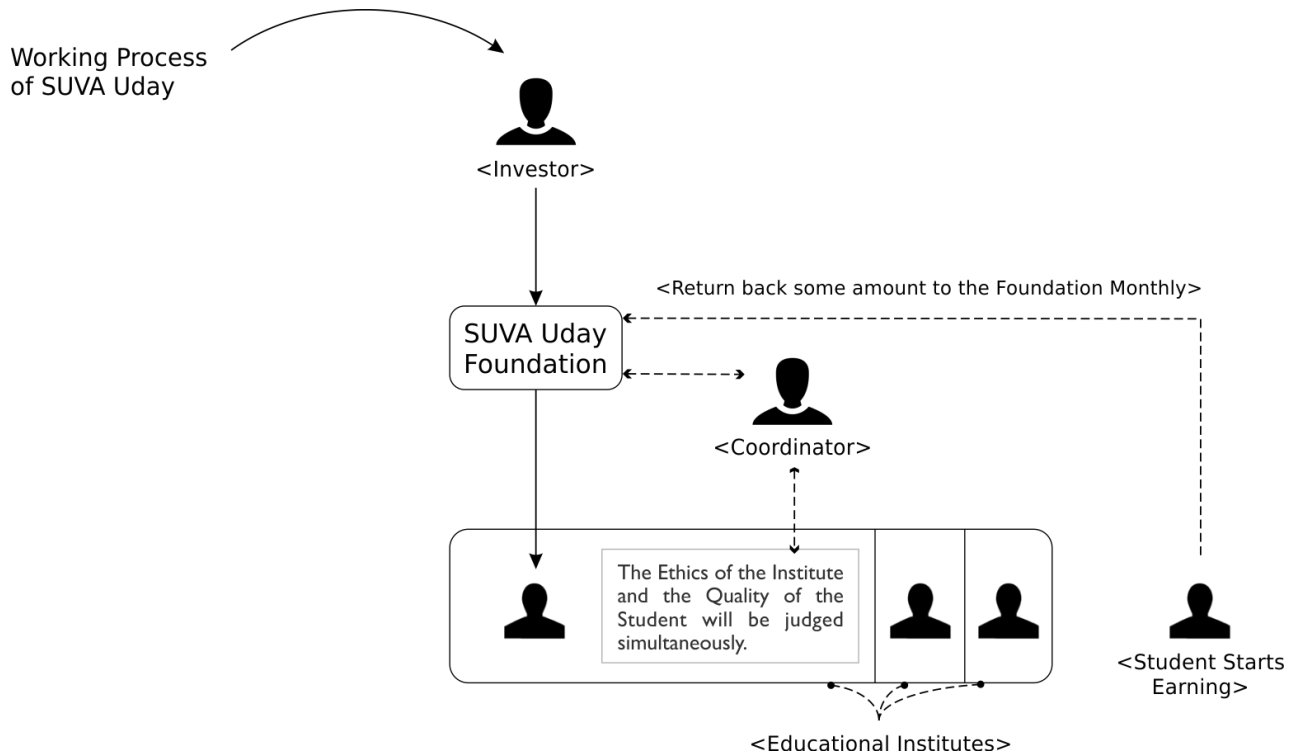 Working Process
of SUVA Uday
<Investor>
<Return back some amount to the Foundation Monthly>
SUVA Uday
Foundation
<Coordinator>
The Ethics of the Institute
and the Quality of the
Student will be judged
simultaneously.
<Student Starts
Earning>
<Educational Institutes>